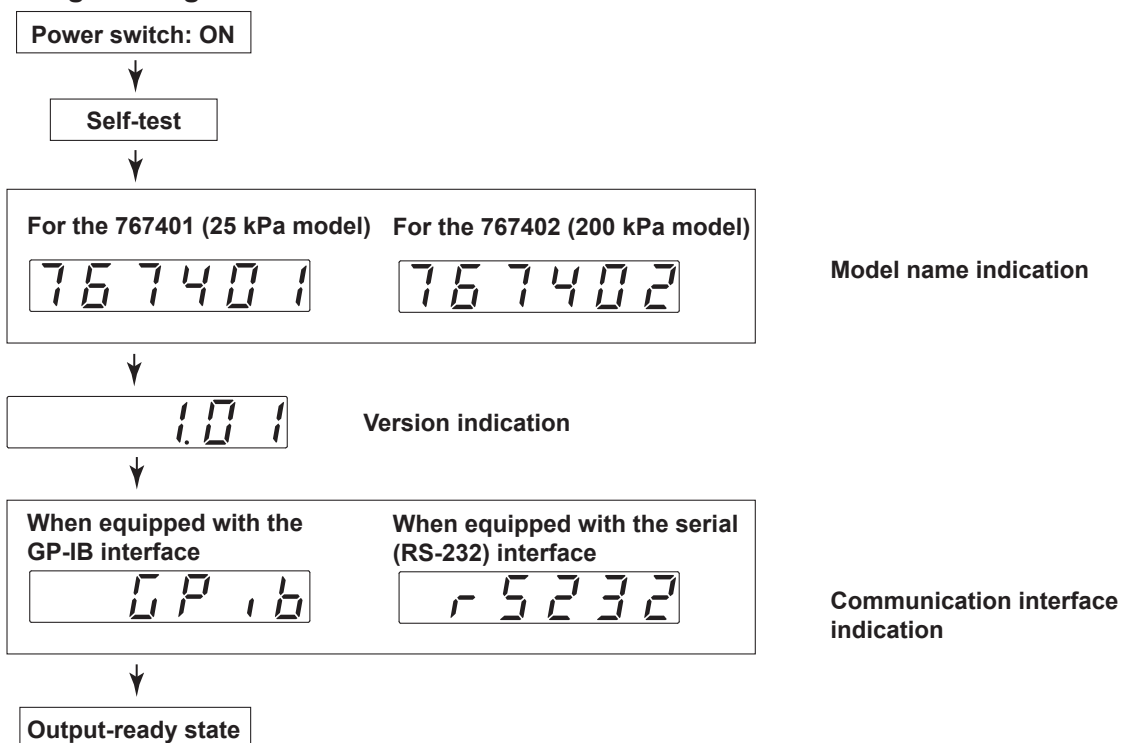 Power switch: ON
Self-test
For the 767401 (25 kPa model) For the 767402 (200 kPa model)
767401 767402
Model name indication
1.01
Version indication
When equipped with the
GP-IB interface
When equipped with the serial
(RS-232) interface
GPib r5232
Communication interface
indication
Output-ready state